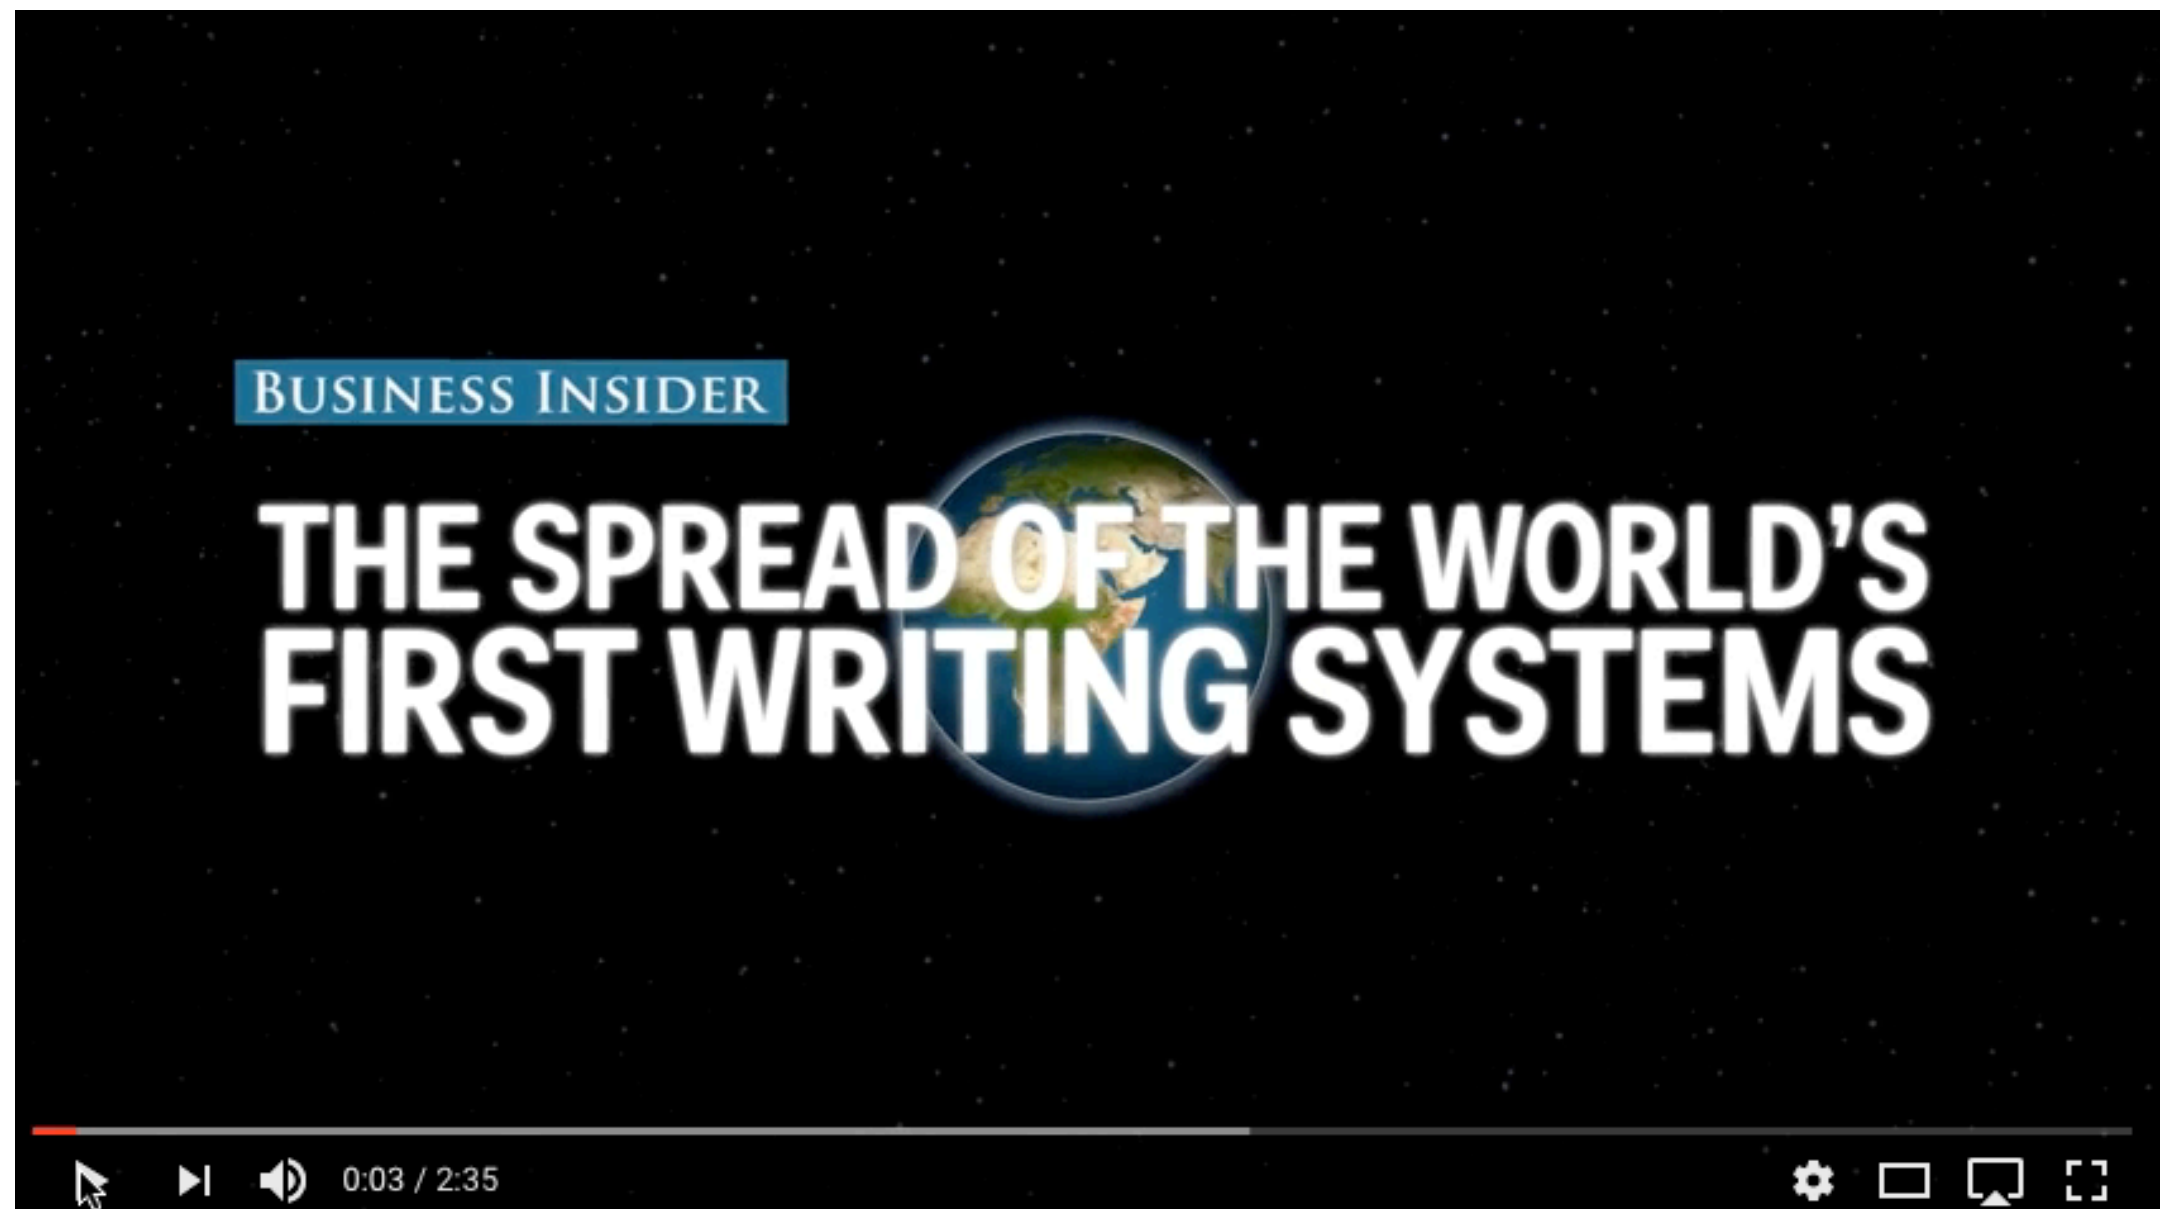 BUSINESS INSIDER
THE SPREAD OF THE WORLD'S
FIRST WRITING SYSTEMS
0:03 / 2:35